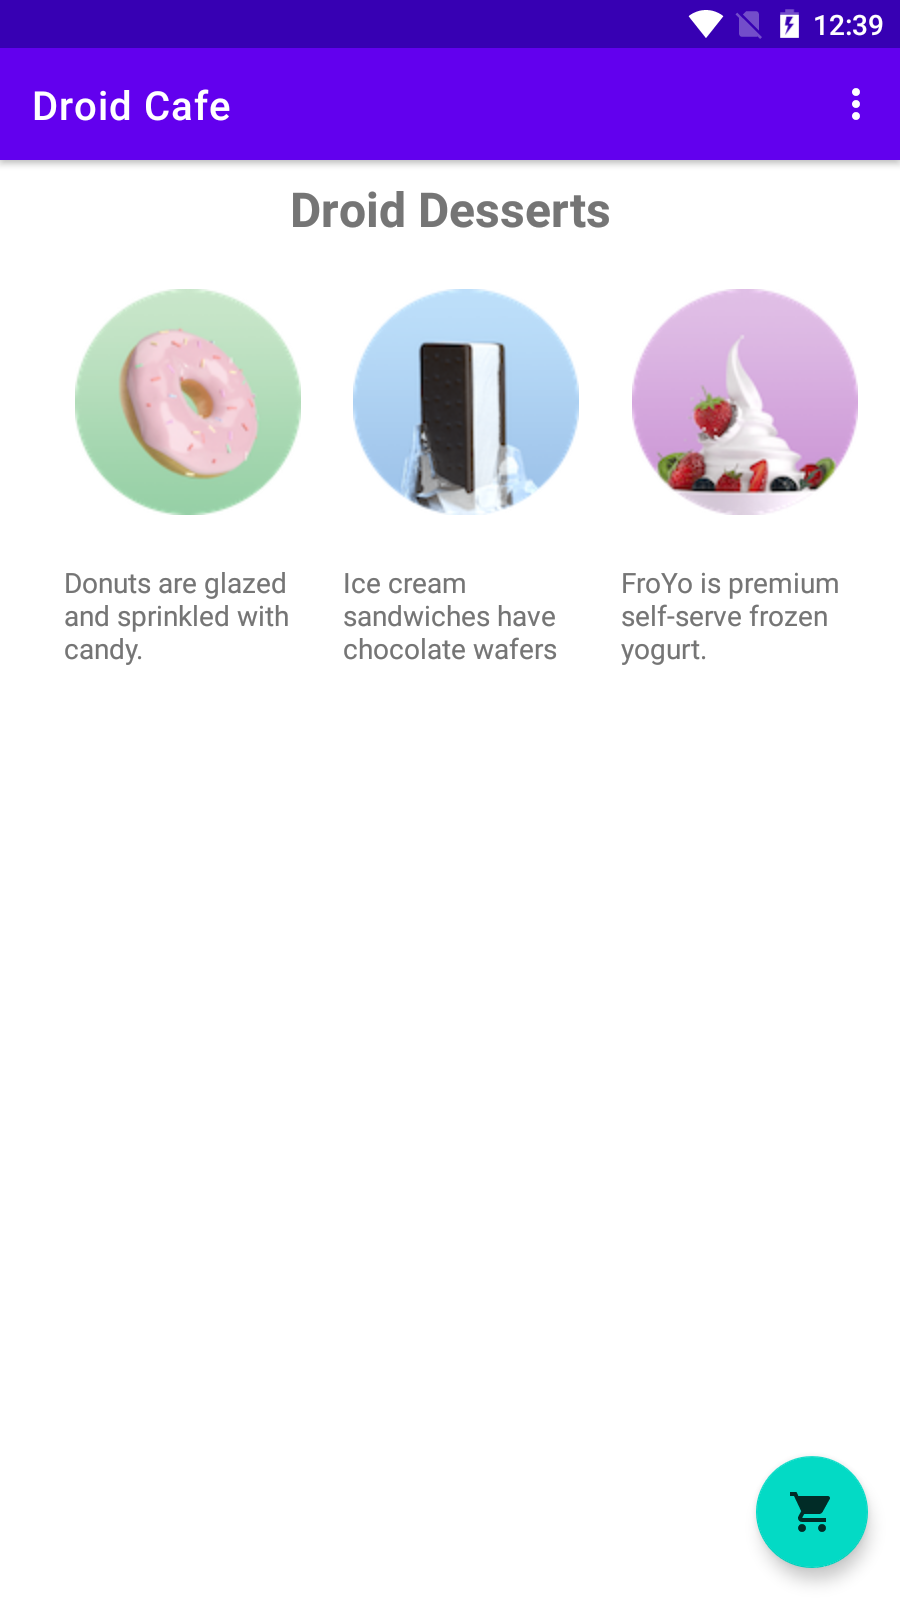 12:39
Droid Cafe
Droid Desserts
Donuts are glazed
and sprinkled with
candy.
Ice cream
sandwiches have
chocolate wafers
FroYo is premium
self-serve frozen
yogurt.